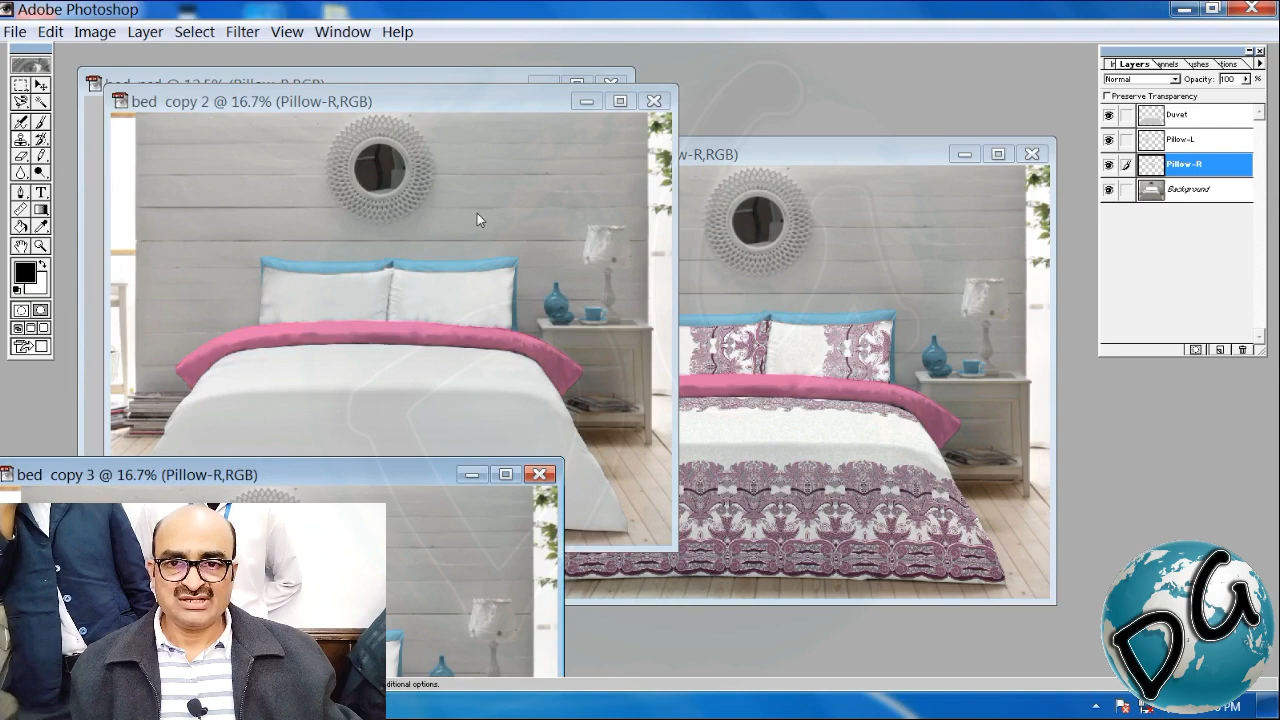 Adobe Photoshop
File Edit Image Layer Select Filter View Window Help
bed copy 2 @ 16.7% (Pillow-R,RGB)
w-R,RGB)
Layers
Normal Opacity: 100 %
Preserve Transparency
Duvet
Pillow-L
Pillow-R
Background
bed copy 3 @ 16.7% (Pillow-R,RGB)
ditional options.
DG
PM